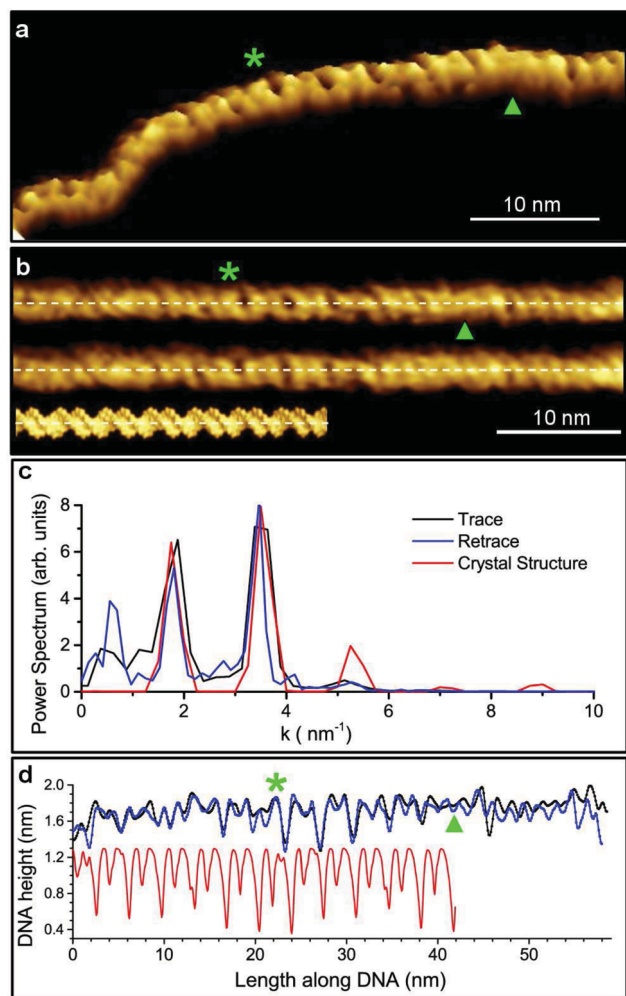 a
*
10 nm
b
*
10 nm
c
Power Spectrum (arb. units)
8
6
4
2
0
Trace
Retrace
Crystal Structure
0 2 4 6 8 10
k ( nm⁻¹)
d
*
DNA height (nm)
2.0
1.6
1.2
0.8
0.4
0 10 20 30 40 50
Length along DNA (nm)